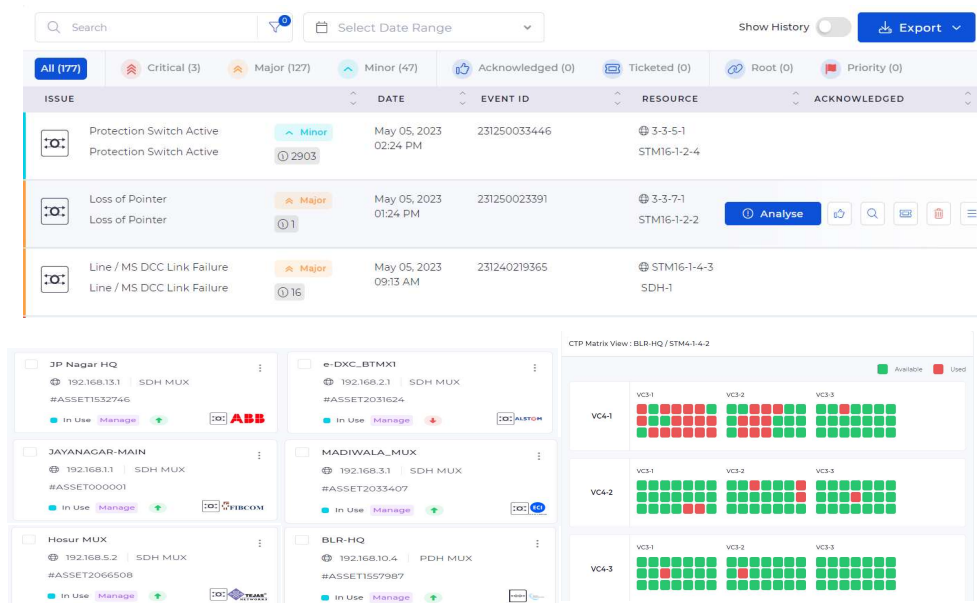 Search
0
Select Date Range
Show History
Export
All (177)
Critical (3)
Major (127)
Minor (47)
Acknowledged (0)
Ticketed (0)
Root (0)
Priority (0)
ISSUE DATE EVENT ID RESOURCE ACKNOWLEDGED
Protection Switch Active
Protection Switch Active
Minor
2903
May 05, 2023
02:24 PM
231250033446
3-3-5-1
STM16-1-2-4
Loss of Pointer
Loss of Pointer
Major
1
May 05, 2023
01:24 PM
231250023391
3-3-7-1
STM16-1-2-2
Analyse
Line / MS DCC Link Failure
Line / MS DCC Link Failure
Major
16
May 05, 2023
09:13 AM
231240219365
STM16-1-4-3
SDH-1
JP Nagar HQ
192.168.13.1 SDH MUX
#ASSET1532746
In Use Manage
ABB
e-DXC_BTMX1
192.168.2.1 SDH MUX
#ASSET2031624
In Use Manage
ALSTOM
JAYANAGAR-MAIN
192.168.1.1 SDH MUX
#ASSET000001
In Use Manage
FIBCOM
MADIWALA_MUX
192.168.3.1 SDH MUX
#ASSET2033407
In Use Manage
ECI
Hosur MUX
192.168.5.2 SDH MUX
#ASSET2066508
In Use Manage
TEJAS
NETWORKS
BLR-HQ
192.168.10.4 PDH MUX
#ASSET1557987
In Use Manage
CTP Matrix View : BLR-HQ / STM4-1-4-2
Available Used
VC4-1
VC3-1 VC3-2 VC3-3
VC4-2
VC3-1 VC3-2 VC3-3
VC4-3
VC3-1 VC3-2 VC3-3